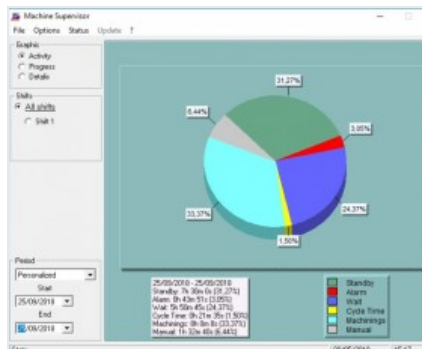 Machine Supervisor
File Options Status Update ?
Graphic
Activity
Progress
Details
Shifts
All shifts
Shift 1
31,27%
3,05%
6,44%
24,37%
33,37%
1,50%
Period
Personalized
Start
25/09/2018
End
/09/2018
25/09/2018 - 25/09/2018
Standby: 7h 30m 0s (31,27%)
Alarm: 0h 43m 51s (3,05%)
Wait: 5h 50m 45s (24,37%)
Cycle Time: 0h 21m 35s (1,50%)
Machinings: 8h 0m 8s (33,37%)
Manual: 1h 32m 40s (6,44%)
Standby
Alarm
Wait
Cycle Time
Machinings
Manual